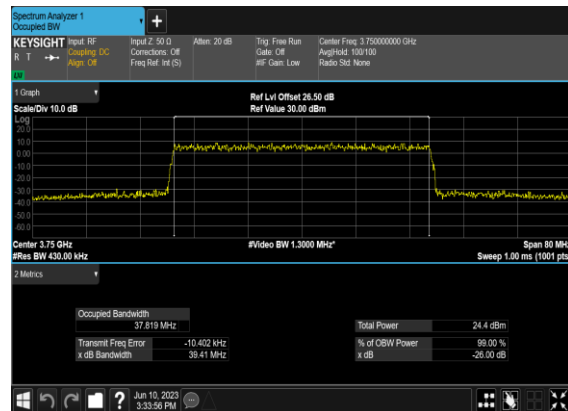 Spectrum Analyzer 1
Occupied BW
+
KEYSIGHT
R T
LW
Input: RF
Coupling: DC
Align: Off
Input Z: 50 Ω
Corrections: Off
Freq Ref: Int (S)
Atten: 20 dB
Trig: Free Run
Gate: Off
#IF Gain: Low
Center Freq: 3.750000000 GHz
Avg|Hold: 100/100
Radio Std: None
1 Graph
Scale/Div 10.0 dB
Ref Lvl Offset 26.50 dB
Ref Value 30.00 dBm
Log
20.0
10.0
0.00
-10.0
-20.0
-30.0
-40.0
-50.0
-60.0
Center 3.75 GHz
#Res BW 430.00 kHz
#Video BW 1.3000 MHz*
Span 80 MHz
Sweep 1.00 ms (1001 pts
2 Metrics
Occupied Bandwidth
37.819 MHz
Transmit Freq Error -10.402 kHz
x dB Bandwidth 39.41 MHz
Total Power 24.4 dBm
% of OBW Power 99.00 %
x dB -26.00 dB
?
Jun 10, 2023
3:33:56 PM